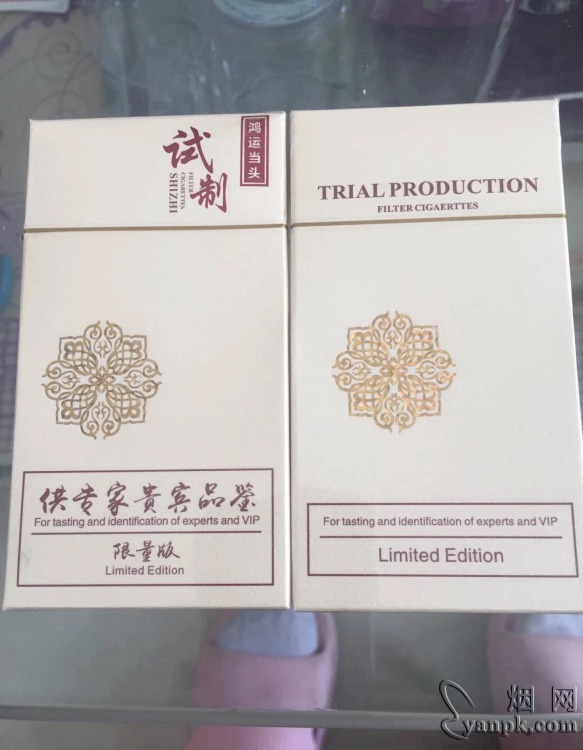 试制
FILTER
CIGARETTES
SHIZHI
鸿运当头
供专家贵宾品鉴
For tasting and identification of experts and VIP
限量版
Limited Edition
TRIAL PRODUCTION
FILTER CIGAERTTES
For tasting and identification of experts and VIP
Limited Edition
烟网
yanpk.com